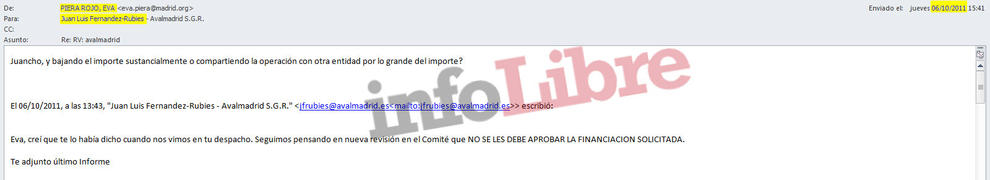 De: PIERA ROJO, EVA <eva.piera@madrid.org> Enviado el: jueves 06/10/2011 15:41
Para: Juan Luis Fernandez-Rubies - Avalmadrid S.G.R.
CC:
Asunto: Re: RV: avalmadrid
Juancho, y bajando el importe sustancialmente o compartiendo la operación con otra entidad por lo grande del importe?
infoLibre
El 06/10/2011, a las 13:43, "Juan Luis Fernandez-Rubies - Avalmadrid S.G.R." <jfrubies@avalmadrid.es<mailto:jfrubies@avalmadrid.es>> escribió:
Eva, creí que te lo había dicho cuando nos vimos en tu despacho. Seguimos pensando en nueva revisión en el Comité que NO SE LES DEBE APROBAR LA FINANCIACION SOLICITADA.
Te adjunto último Informe